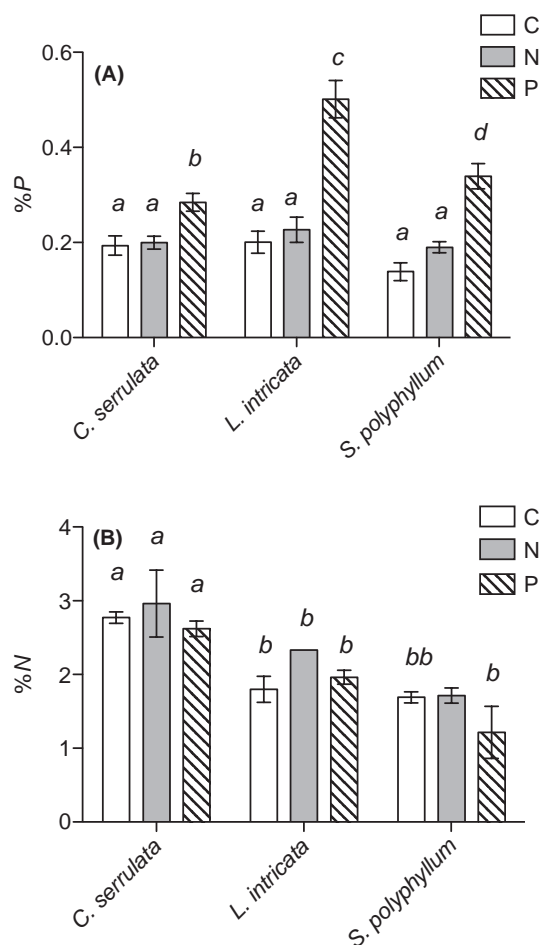 C
N
P
(A)
%P
0.6
0.4
0.2
0.0
a a b
a a c
a a d
C. serrulata
L. intricata
S. polyphyllum
C
N
P
(B)
%N
4
3
2
1
0
a a a
b b b
bb b
C. serrulata
L. intricata
S. polyphyllum